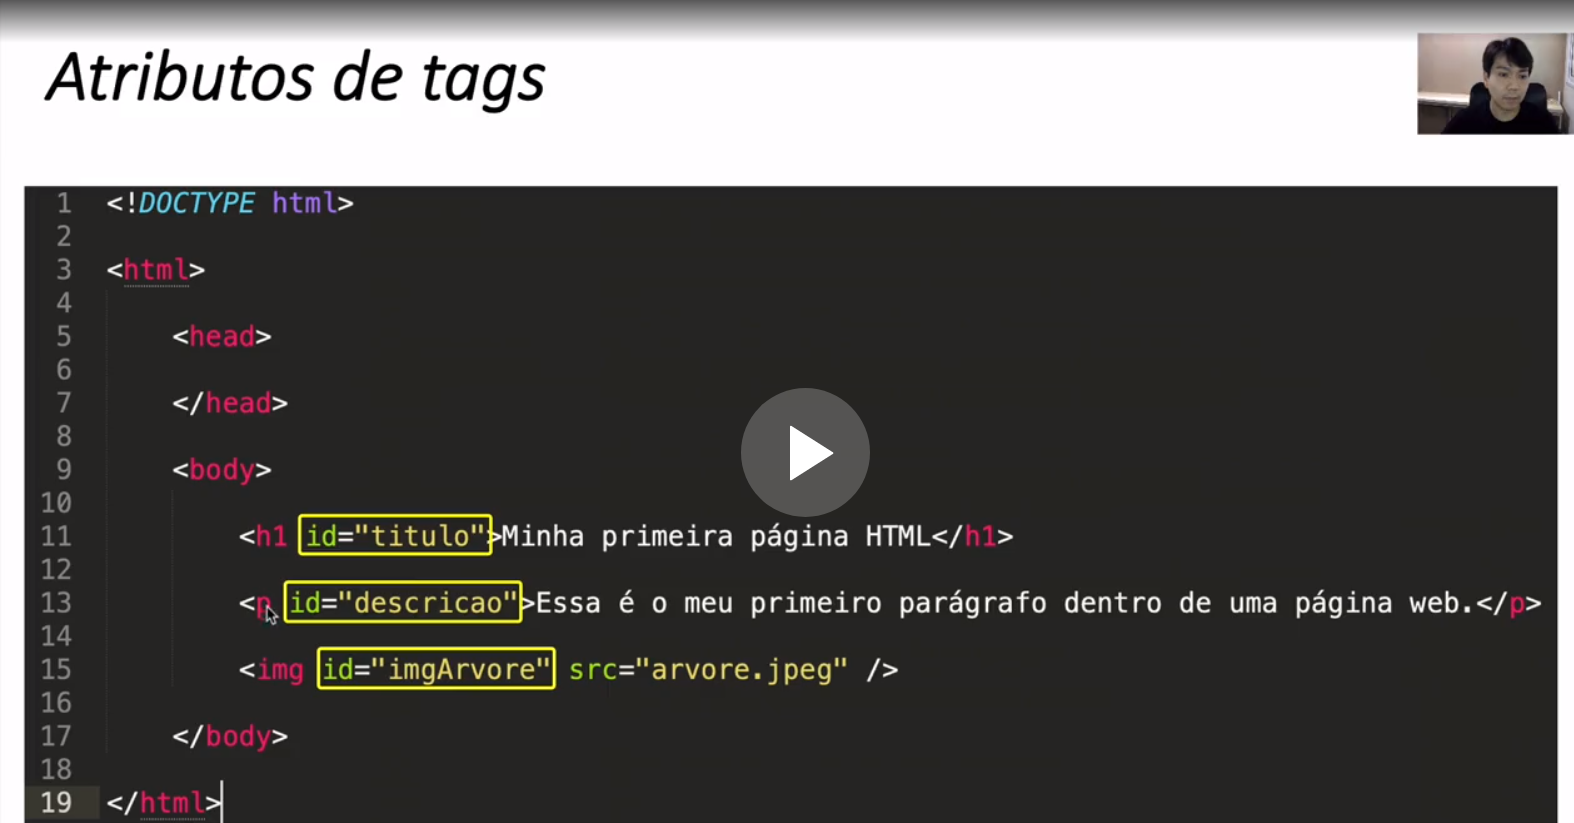 Atributos de tags
1 <!DOCTYPE html>
2
3 <html>
4
5 <head>
6
7 </head>
8
9 <body>
10
11 <h1 id="titulo">Minha primeira página HTML</h1>
12
13 <p id="descricao">Essa é o meu primeiro parágrafo dentro de uma página web.</p>
14
15 <img id="imgArvore" src="arvore.jpeg" />
16
17 </body>
18
19 </html>